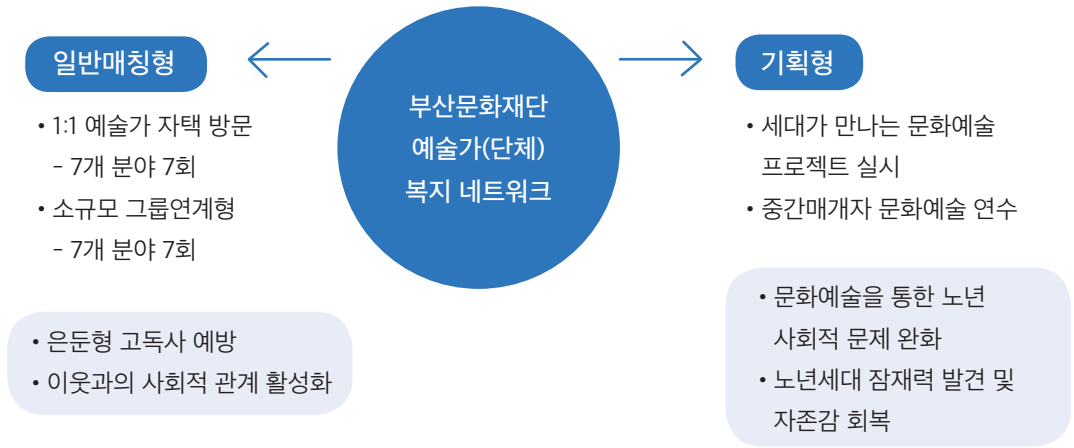 일반매칭형
• 1:1 예술가 자택 방문
- 7개 분야 7회
• 소규모 그룹연계형
- 7개 분야 7회
• 은둔형 고독사 예방
• 이웃과의 사회적 관계 활성화
부산문화재단
예술가(단체)
복지 네트워크
기획형
• 세대가 만나는 문화예술
프로젝트 실시
• 중간매개자 문화예술 연수
• 문화예술을 통한 노년
사회적 문제 완화
• 노년세대 잠재력 발견 및
자존감 회복